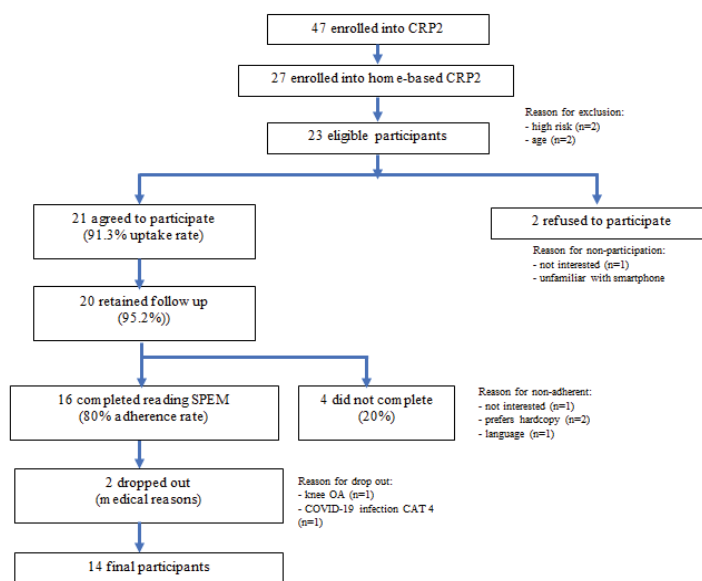 47 enrolled into CRP2
27 enrolled into home-based CRP2
Reason for exclusion:
- high risk (n=2)
- age (n=2)
23 eligible participants
21 agreed to participate
(91.3% uptake rate)
2 refused to participate
Reason for non-participation:
- not interested (n=1)
- unfamiliar with smartphone
20 retained follow up
(95.2%))
16 completed reading SPEM
(80% adherence rate)
4 did not complete
(20%)
Reason for non-adherent:
- not interested (n=1)
- prefers hardcopy (n=2)
- language (n=1)
2 dropped out
(medical reasons)
Reason for drop out:
- knee OA (n=1)
- COVID-19 infection CAT 4
(n=1)
14 final participants